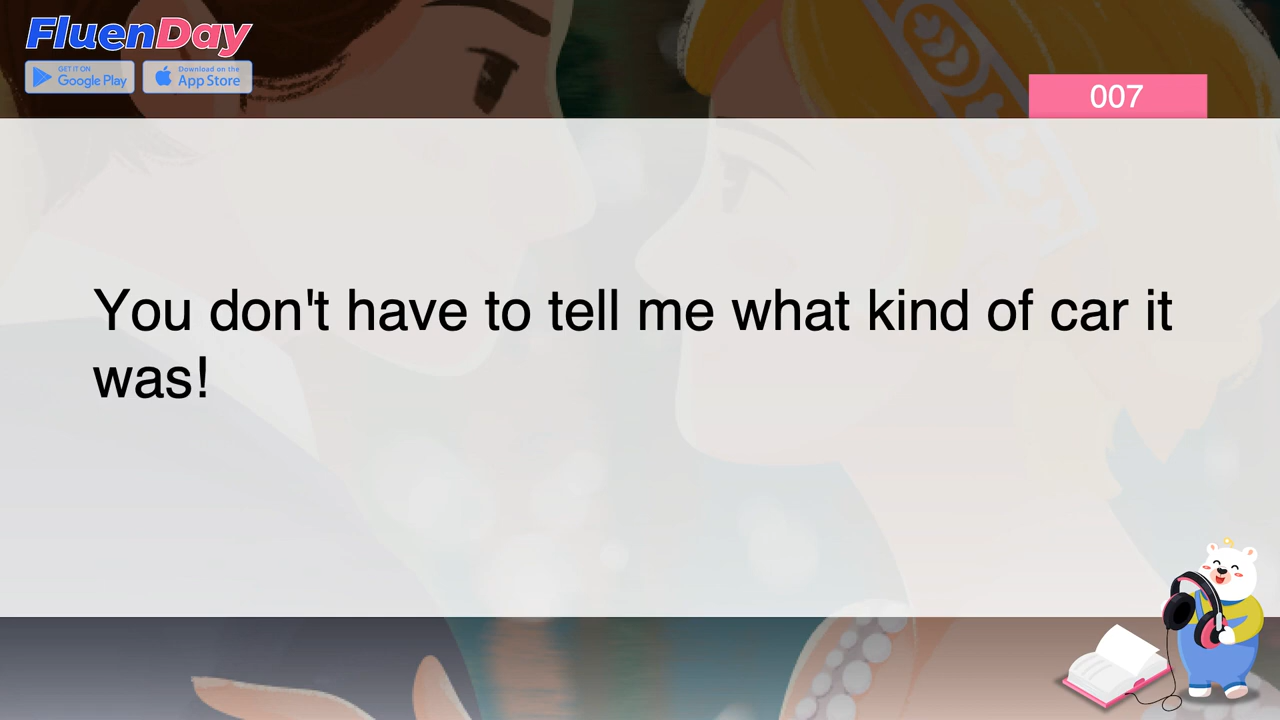 FluenDay
GET IT ON
Google Play
Download on the
App Store
007
You don't have to tell me what kind of car it
was!